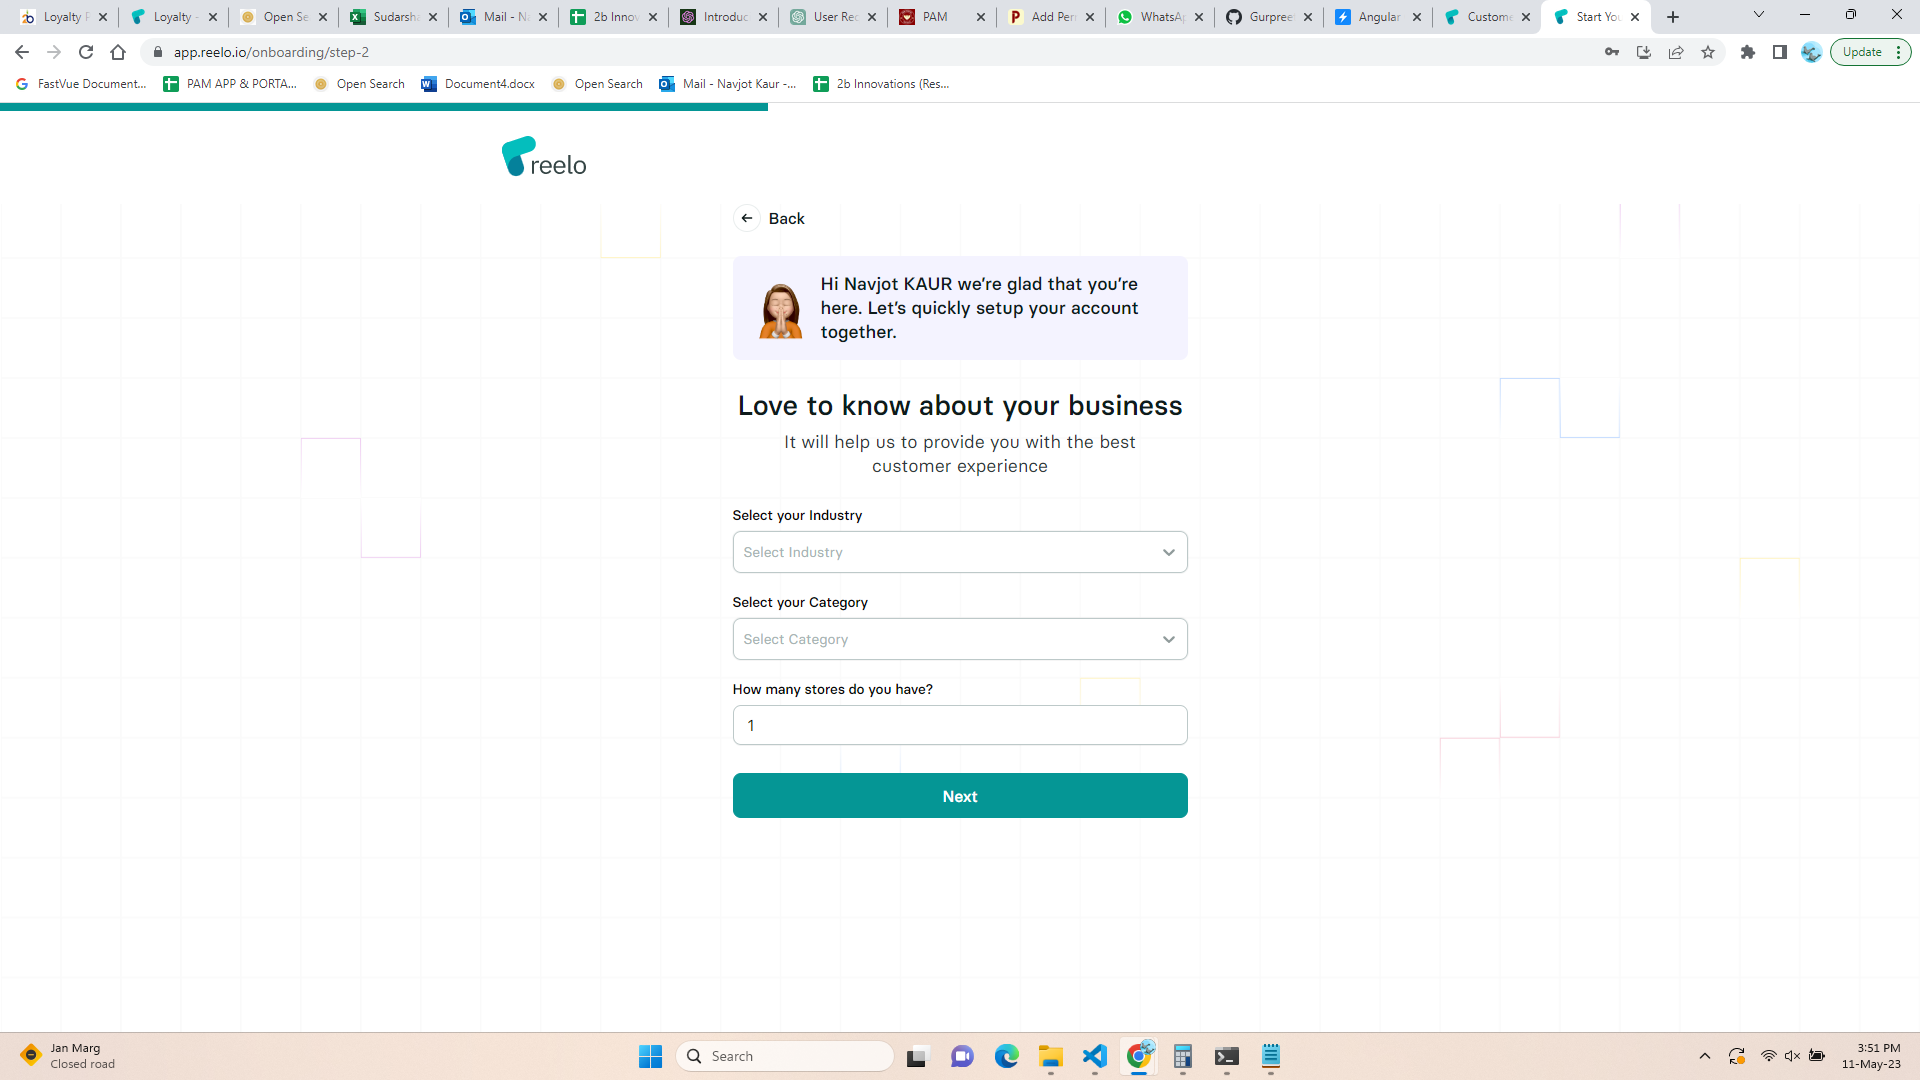 Loyalty P
Loyalty -
Open Se
Sudarsha
Mail - Na
2b Innov
Introduc
User Rec
PAM
Add Perr
WhatsAp
Gurpreet
Angular
Custome
Start You
app.reelo.io/onboarding/step-2
Update
FastVue Document...
PAM APP & PORTA...
Open Search
Document4.docx
Open Search
Mail - Navjot Kaur -...
2b Innovations (Res...
reelo
Back
Hi Navjot KAUR we're glad that you're
here. Let's quickly setup your account
together.
Love to know about your business
It will help us to provide you with the best
customer experience
Select your Industry
Select Industry
Select your Category
Select Category
How many stores do you have?
1
Next
Jan Marg
Closed road
Search
3:51 PM
11-May-23